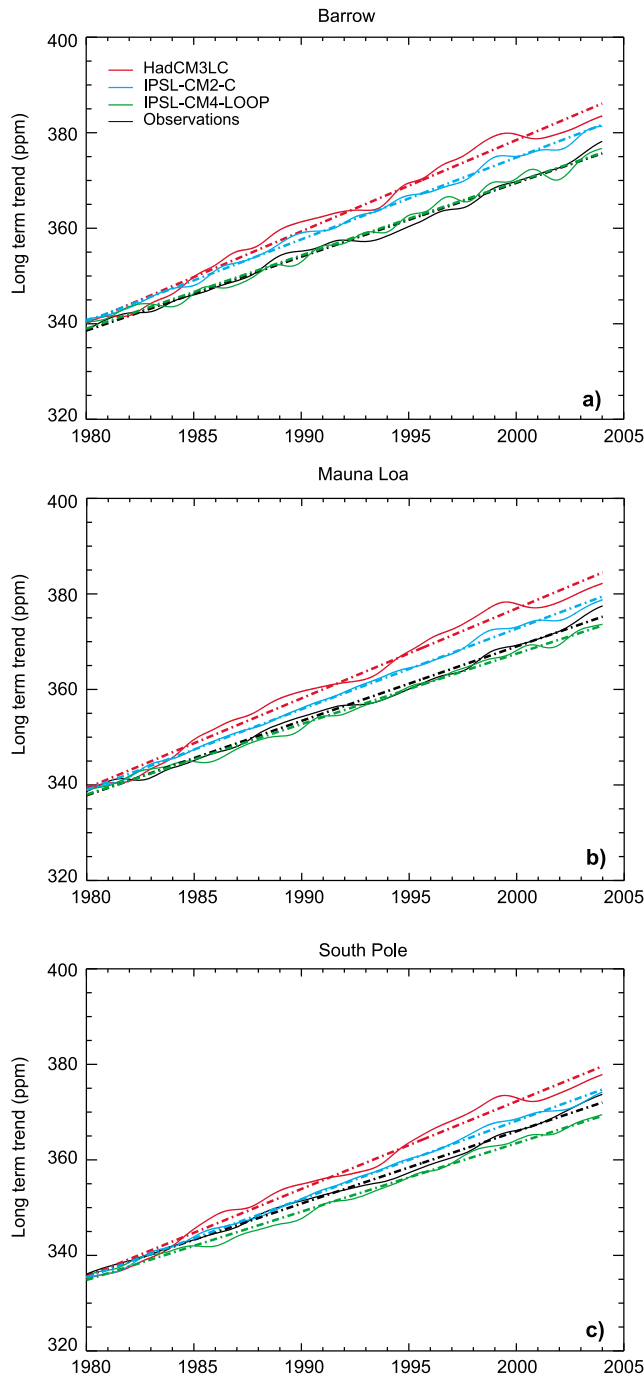 Barrow
400
HadCM3LC
IPSL-CM2-C
IPSL-CM4-LOOP
Observations
380
Long term trend (ppm)
360
340
a)
320
1980 1985 1990 1995 2000 2005
Mauna Loa
400
380
Long term trend (ppm)
360
340
b)
320
1980 1985 1990 1995 2000 2005
South Pole
400
380
Long term trend (ppm)
360
340
c)
320
1980 1985 1990 1995 2000 2005